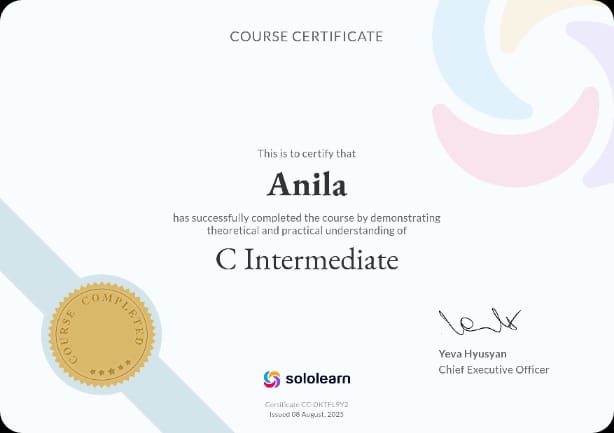 COURSE CERTIFICATE
This is to certify that
Anila
has successfully completed the course by demonstrating
theoretical and practical understanding of
C Intermediate
COURSE COMPLETED
Yeva Hyusyan
Chief Executive Officer
sololearn
Certificate CC-DKTFL9Y2
Issued 08 August, 2025